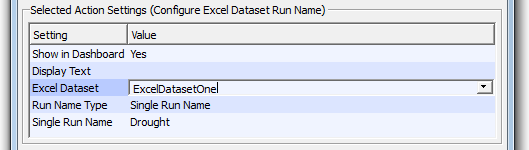 Selected Action Settings (Configure Excel Dataset Run Name)
Setting Value
Show in Dashboard Yes
Display Text
Excel Dataset ExcelDatasetOne
Run Name Type Single Run Name
Single Run Name Drought